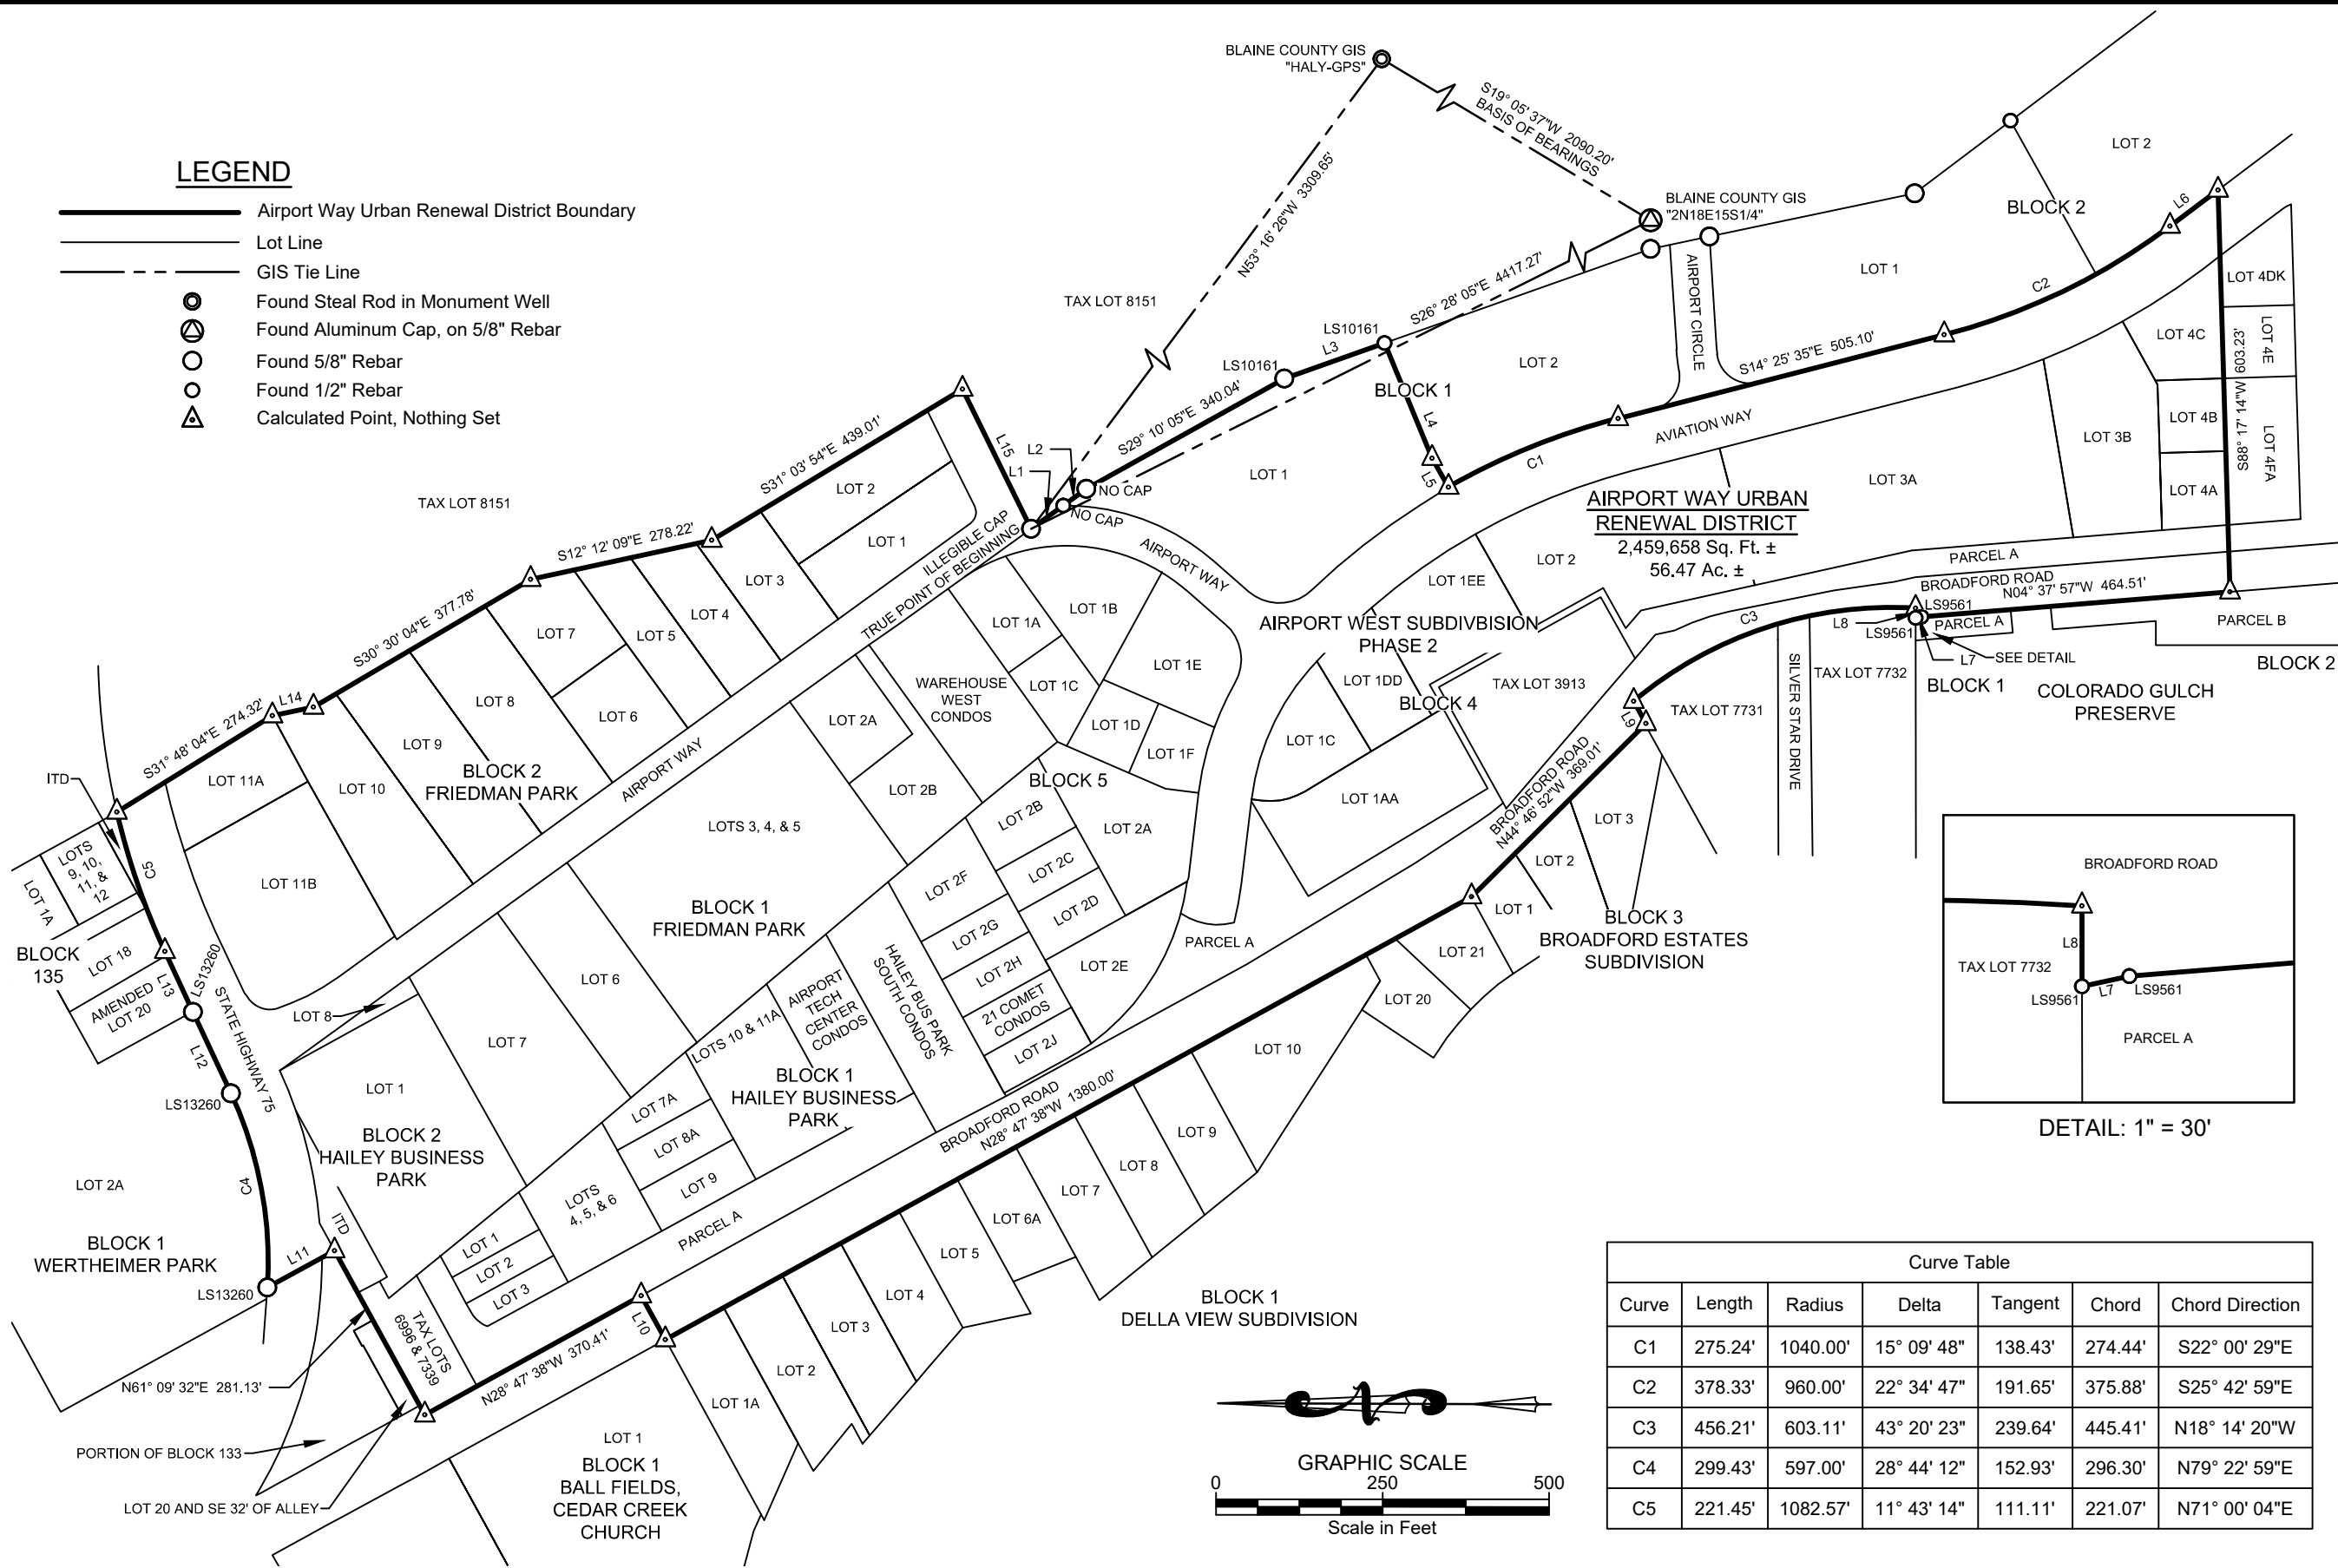 BLAINE COUNTY GIS
"HALY-GPS"
S19° 05' 37"W 2090.20'
BASIS OF BEARINGS
N53° 16' 26"W 3309.65'
BLAINE COUNTY GIS
"2N18E15S1/4"
S26° 28' 05"E 4417.27'
LEGEND
Airport Way Urban Renewal District Boundary
Lot Line
GIS Tie Line
Found Steal Rod in Monument Well
Found Aluminum Cap, on 5/8" Rebar
Found 5/8" Rebar
Found 1/2" Rebar
Calculated Point, Nothing Set
LOT 2
BLOCK 2
L6
LOT 1
C2
AIRPORT CIRCLE
LOT 4DK
LOT 4C
LOT 4E
S88° 17' 14"W 603.23'
LOT 4B
LOT 4FA
LOT 4A
LOT 3B
LOT 3A
TAX LOT 8151
LS10161
L3
LS10161
BLOCK 1
LOT 2
S14° 25' 35"E 505.10'
AVIATION WAY
L4
L5
C1
LOT 1
S29° 10' 05"E 340.04'
L15
L2
L1
NO CAP
NO CAP
AIRPORT WAY
ILLEGIBLE CAP
TRUE POINT OF BEGINNING
AIRPORT WAY URBAN
RENEWAL DISTRICT
2,459,658 Sq. Ft. ±
56.47 Ac. ±
TAX LOT 8151
S31° 03' 54"E 439.01'
S12° 12' 09"E 278.22'
S30° 30' 04"E 377.78'
L14
S31° 48' 04"E 274.32'
LOT 2
LOT 1
LOT 3
LOT 4
LOT 5
LOT 7
LOT 6
LOT 8
LOT 9
LOT 10
LOT 11A
LOT 11B
BLOCK 2
FRIEDMAN PARK
AIRPORT WAY
LOT 1A
LOT 1B
LOT 1C
LOT 1D
LOT 1E
LOT 1F
WAREHOUSE
WEST
CONDOS
LOT 2A
LOT 2B
BLOCK 5
LOT 1EE
LOT 2
AIRPORT WEST SUBDIVBISION
PHASE 2
LOT 1DD
BLOCK 4
LOT 1C
LOT 1AA
TAX LOT 3913
PARCEL A
BROADFORD ROAD
N04° 37' 57"W 464.51'
LS9561
L8
LS9561
PARCEL A
L7
SEE DETAIL
PARCEL B
BLOCK 2
BLOCK 1
COLORADO GULCH
PRESERVE
C3
TAX LOT 7732
SILVER STAR DRIVE
TAX LOT 7731
L9
BROADFORD ROAD
N44° 46' 52"W 369.01'
LOT 3
LOT 2
LOT 1
BLOCK 3
BROADFORD ESTATES
SUBDIVISION
LOT 21
LOT 20
ITD
LOTS
9, 10,
11, &
12
LOT 1A
C5
BLOCK
135
LOT 18
AMENDED
LOT 20
L13
LS13260
STATE HIGHWAY 75
L12
LS13260
LOT 8
LOTS 3, 4, & 5
BLOCK 1
FRIEDMAN PARK
LOT 6
LOT 7
LOT 2B
LOT 2A
LOT 2C
LOT 2D
LOT 2F
LOT 2G
LOT 2H
LOT 2E
21 COMET
CONDOS
LOT 2J
PARCEL A
HAILEY BUS PARK
SOUTH CONDOS
AIRPORT
TECH
CENTER
CONDOS
LOTS 10 & 11A
BLOCK 1
HAILEY BUSINESS
PARK
LOT 7A
LOT 8A
LOT 9
LOTS
4, 5, & 6
LOT 1
LOT 2
LOT 3
PARCEL A
LOT 1
BLOCK 2
HAILEY BUSINESS
PARK
LOT 2A
BLOCK 1
WERTHEIMER PARK
C4
L11
ITD
LS13260
N61° 09' 32"E 281.13'
TAX LOTS
6996 & 7339
PORTION OF BLOCK 133
LOT 20 AND SE 32' OF ALLEY
N28° 47' 38"W 370.41'
L10
BROADFORD ROAD
N28° 47' 38"W 1380.00'
LOT 10
LOT 9
LOT 8
LOT 7
LOT 6A
LOT 5
LOT 4
LOT 3
LOT 2
LOT 1A
BLOCK 1
DELLA VIEW SUBDIVISION
LOT 1
BLOCK 1
BALL FIELDS,
CEDAR CREEK
CHURCH
BROADFORD ROAD
L8
TAX LOT 7732
LS9561
L7
LS9561
PARCEL A
DETAIL: 1" = 30'
GRAPHIC SCALE
0 250 500
Scale in Feet
Curve Table
Curve Length Radius Delta Tangent Chord Chord Direction
C1 275.24' 1040.00' 15° 09' 48" 138.43' 274.44' S22° 00' 29"E
C2 378.33' 960.00' 22° 34' 47" 191.65' 375.88' S25° 42' 59"E
C3 456.21' 603.11' 43° 20' 23" 239.64' 445.41' N18° 14' 20"W
C4 299.43' 597.00' 28° 44' 12" 152.93' 296.30' N79° 22' 59"E
C5 221.45' 1082.57' 11° 43' 14" 111.11' 221.07' N71° 00' 04"E